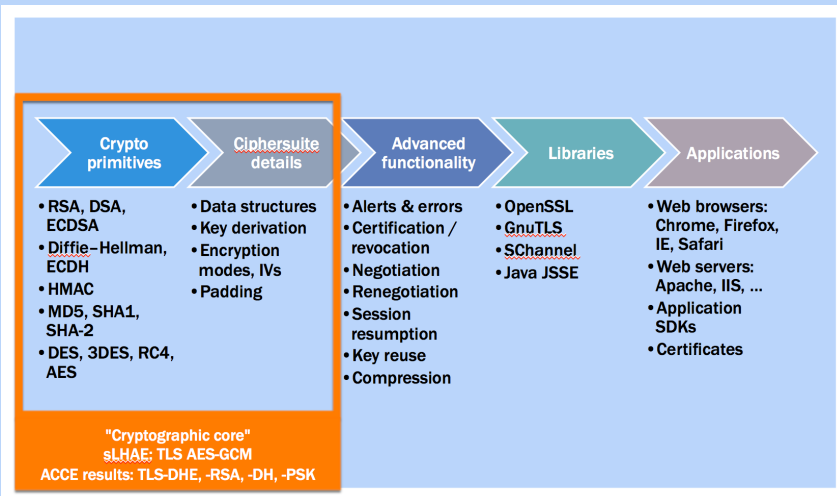 Crypto
primitives
Ciphersuite
details
Advanced
functionality
Libraries
Applications
•RSA, DSA,
ECDSA
•Diffie–Hellman,
ECDH
•HMAC
•MD5, SHA1,
SHA-2
•DES, 3DES, RC4,
AES
•Data structures
•Key derivation
•Encryption
modes, IVs
•Padding
•Alerts & errors
•Certification /
revocation
•Negotiation
•Renegotiation
•Session
resumption
•Key reuse
•Compression
•OpenSSL
•GnuTLS
•SChannel
•Java JSSE
•Web browsers:
Chrome, Firefox,
IE, Safari
•Web servers:
Apache, IIS, ...
•Application
SDKs
•Certificates
"Cryptographic core"
sLHAE: TLS AES-GCM
ACCE results: TLS-DHE, -RSA, -DH, -PSK